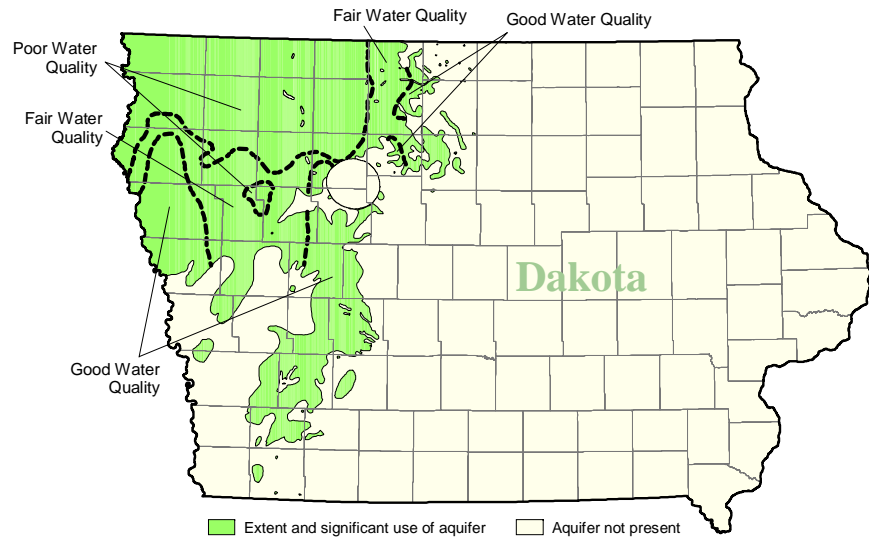 Fair Water Quality
Good Water Quality
Poor Water
Quality
Fair Water
Quality
Dakota
Good Water
Quality
Extent and significant use of aquifer
Aquifer not present